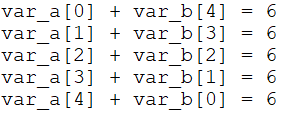 var_a[0] + var_b[4] = 6
var_a[1] + var_b[3] = 6
var_a[2] + var_b[2] = 6
var_a[3] + var_b[1] = 6
var_a[4] + var_b[0] = 6